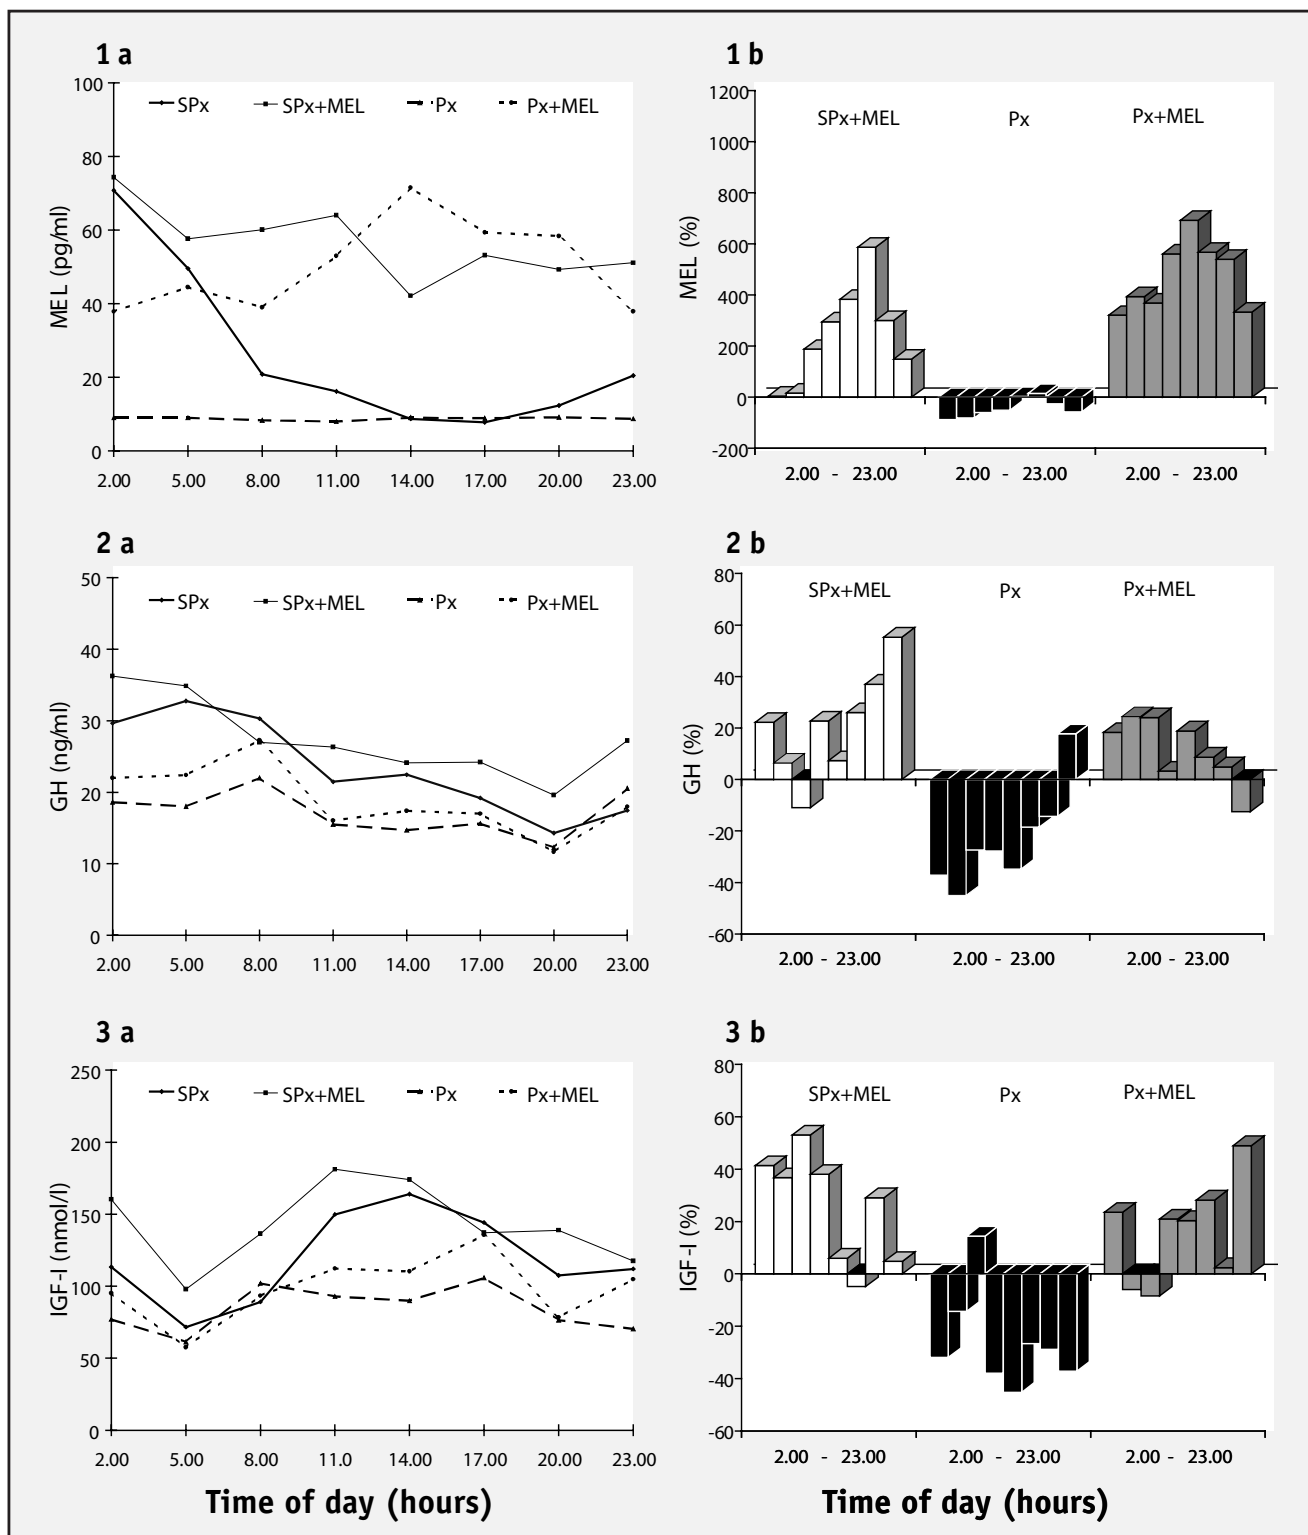 1 a
1 b
100
80
60
40
20
0
MEL (pg/ml)
SPx
SPx+MEL
Px
Px+MEL
2.00 5.00 8.00 11.00 14.00 17.00 20.00 23.00
1200
1000
800
600
400
200
0
-200
MEL (%)
SPx+MEL
Px
Px+MEL
2.00 - 23.00
2.00 - 23.00
2.00 - 23.00
2 a
2 b
50
40
30
20
10
0
GH (ng/ml)
SPx
SPx+MEL
Px
Px+MEL
2.00 5.00 8.00 11.00 14.00 17.00 20.00 23.00
80
60
40
20
0
-20
-40
-60
GH (%)
SPx+MEL
Px
Px+MEL
2.00 - 23.00
2.00 - 23.00
2.00 - 23.00
3 a
3 b
250
200
150
100
50
0
IGF-I (nmol/l)
SPx
SPx+MEL
Px
Px+MEL
2.00 5.00 8.00 11.0 14.00 17.00 20.00 23.00
Time of day (hours)
80
60
40
20
0
-20
-40
-60
IGF-I (%)
SPx+MEL
Px
Px+MEL
2.00 - 23.00
2.00 - 23.00
2.00 - 23.00
Time of day (hours)